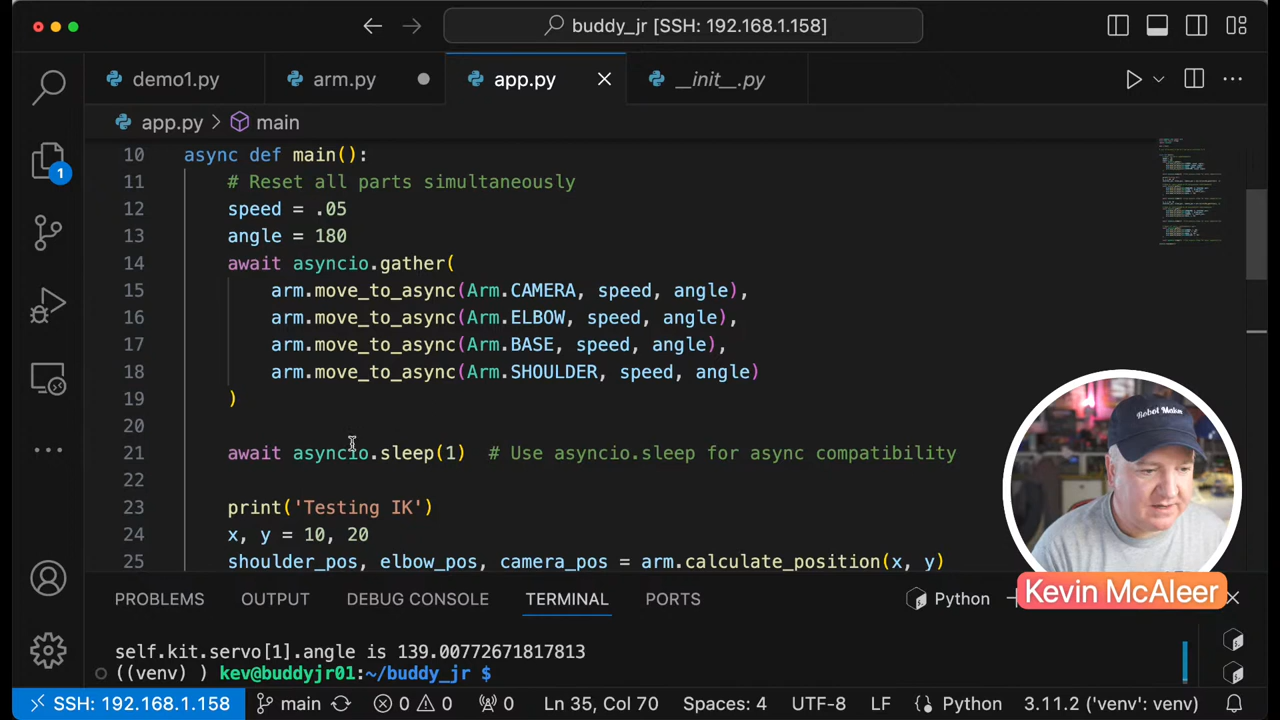 buddy_jr [SSH: 192.168.1.158]
demo1.py
arm.py
app.py
__init__.py
app.py > main
10 async def main():
11 # Reset all parts simultaneously
12 speed = .05
13 angle = 180
14 await asyncio.gather(
15 arm.move_to_async(Arm.CAMERA, speed, angle),
16 arm.move_to_async(Arm.ELBOW, speed, angle),
17 arm.move_to_async(Arm.BASE, speed, angle),
18 arm.move_to_async(Arm.SHOULDER, speed, angle)
19 )
20
21 await asyncio.sleep(1) # Use asyncio.sleep for async compatibility
22
23 print('Testing IK')
24 x, y = 10, 20
25 shoulder_pos, elbow_pos, camera_pos = arm.calculate_position(x, y)
1
Robot Maker
Kevin McAleer
PROBLEMS OUTPUT DEBUG CONSOLE TERMINAL PORTS Python
self.kit.servo[1].angle is 139.00772671817813
((venv) ) kev@buddyjr01:~/buddy_jr $
SSH: 192.168.1.158 main 0 0 0 Ln 35, Col 70 Spaces: 4 UTF-8 LF Python 3.11.2 ('venv': venv)